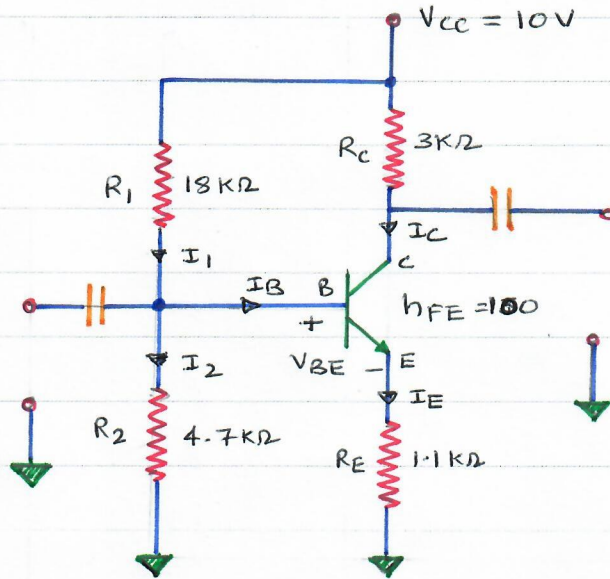 VCC = 10V
RC 3KΩ
R1 18KΩ
I1
IC
C
IB
B
hFE = 100
+
VBE -
E
I2
IE
R2 4.7KΩ
RE 1.1KΩ